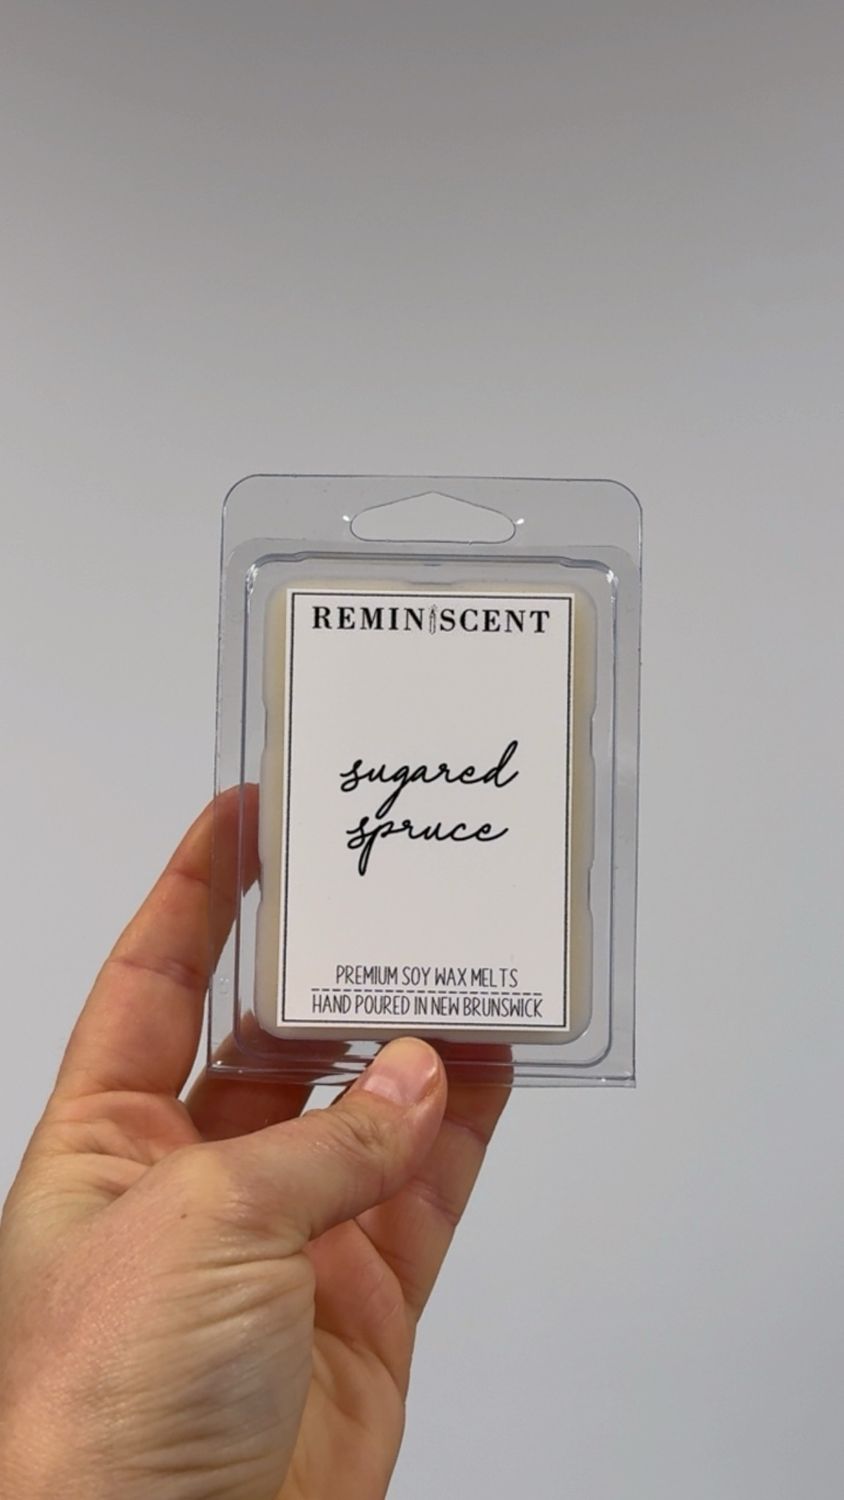 REMINISCENT
sugared
spruce
PREMIUM SOY WAX MELTS
HAND POURED IN NEW BRUNSWICK